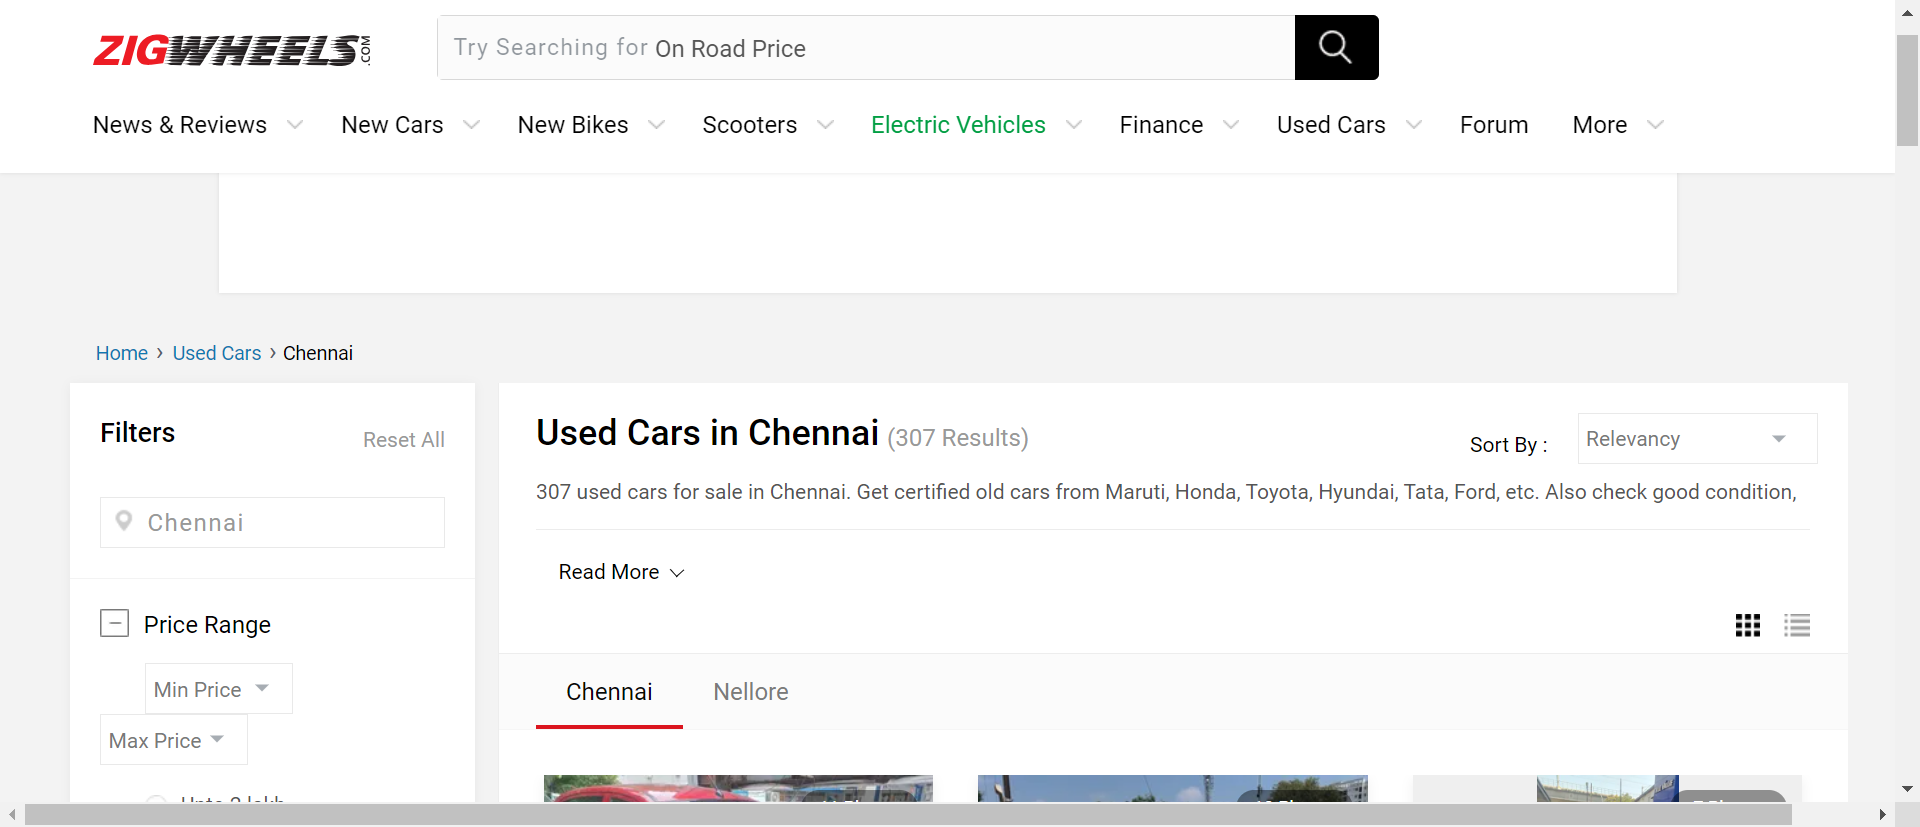 ZIGWHEELS.COM
Try Searching for On Road Price
News & Reviews New Cars New Bikes Scooters Electric Vehicles Finance Used Cars Forum More
Home › Used Cars › Chennai
Filters
Reset All
Chennai
Price Range
Min Price
Max Price
Used Cars in Chennai (307 Results)
Sort By : Relevancy
307 used cars for sale in Chennai. Get certified old cars from Maruti, Honda, Toyota, Hyundai, Tata, Ford, etc. Also check good condition,
Read More
Chennai Nellore